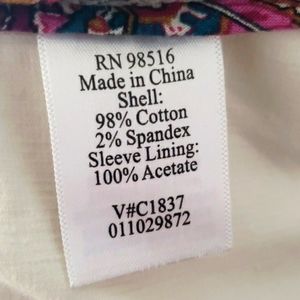 RN 98516
Made in China
Shell:
98% Cotton
2% Spandex
Sleeve Lining:
100% Acetate
V#C1837
011029872